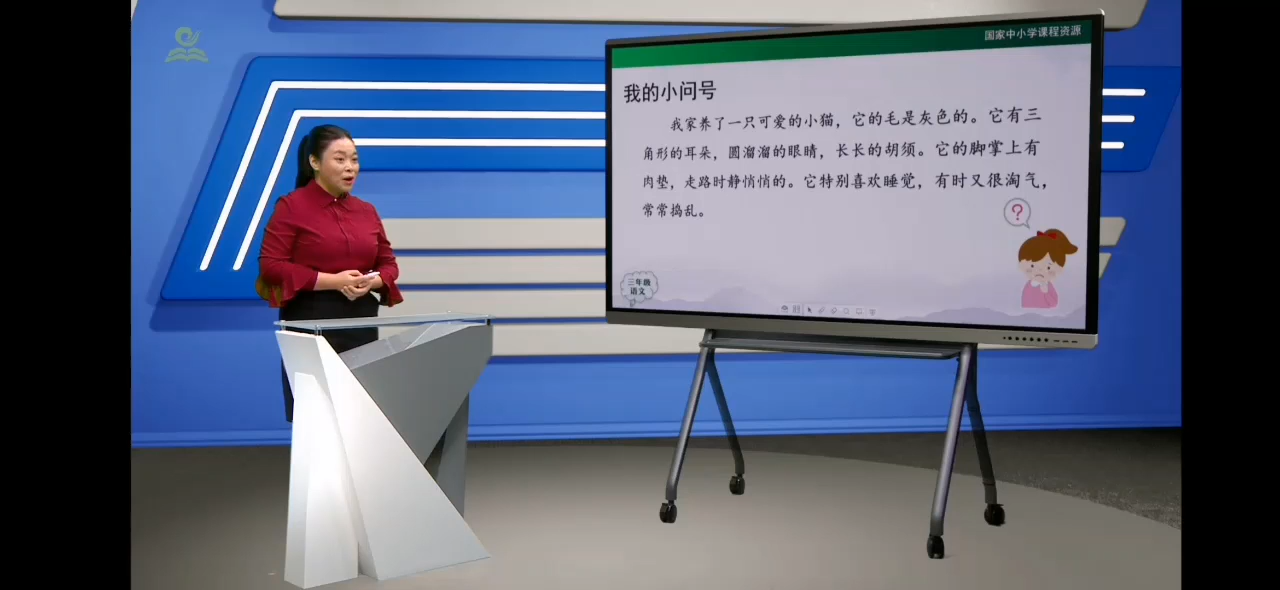 国家中小学课程资源
我的小问号
我家养了一只可爱的小猫，它的毛是灰色的。它有三
角形的耳朵，圆溜溜的眼睛，长长的胡须。它的脚掌上有
肉垫，走路时静悄悄的。它特别喜欢睡觉，有时又很淘气，
常常捣乱。
?
三年级
语文